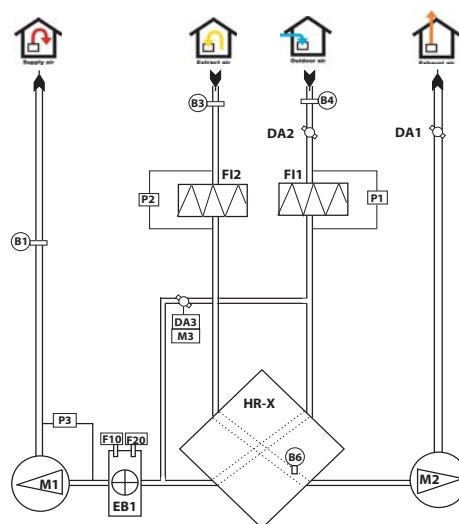 Supply air
Extract air
Outdoor air
Exhaust air
B3
B4
DA2
DA1
FI2
FI1
P2
P1
B1
DA3
M3
HR-X
P3
F10
F20
B6
M1
M2
EB1